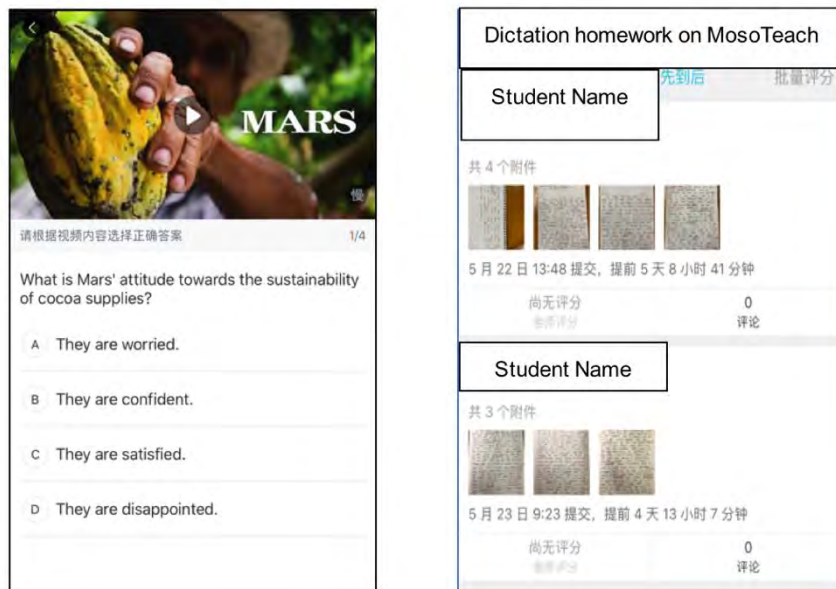 MARS
慢
请根据视频内容选择正确答案 1/4
What is Mars' attitude towards the sustainability
of cocoa supplies?
A They are worried.
B They are confident.
C They are satisfied.
D They are disappointed.
Dictation homework on MosoTeach
先到后 批量评分
Student Name
共 4 个附件
5 月 22 日 13:48 提交，提前 5 天 8 小时 41 分钟
尚无评分 0
评论
Student Name
共 3 个附件
5 月 23 日 9:23 提交，提前 4 天 13 小时 7 分钟
尚无评分 0
评论